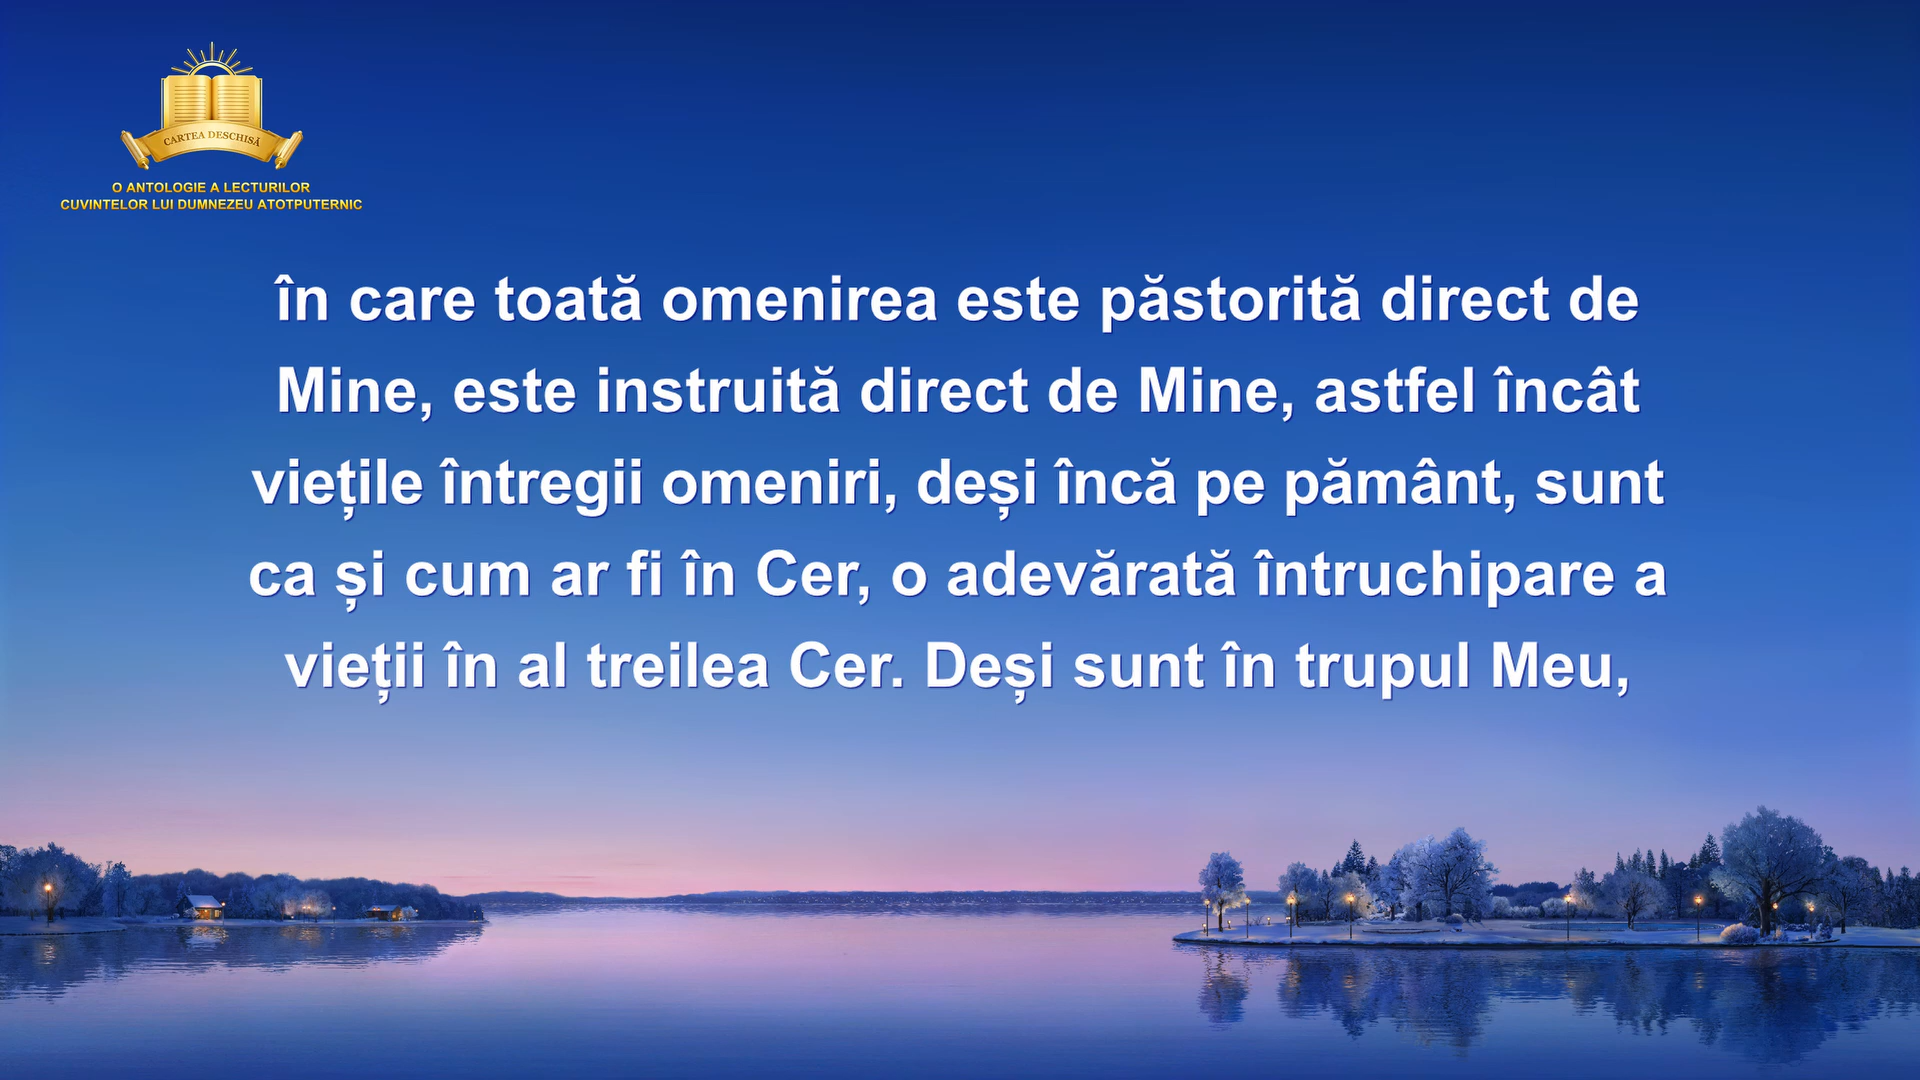 CARTEA DESCHISĂ
O ANTOLOGIE A LECTURILOR
CUVINTELOR LUI DUMNEZEU ATOTPUTERNIC
în care toată omenirea este păstorită direct de
Mine, este instruită direct de Mine, astfel încât
viețile întregii omeniri, deși încă pe pământ, sunt
ca și cum ar fi în Cer, o adevărată întruchipare a
vieții în al treilea Cer. Deși sunt în trupul Meu,